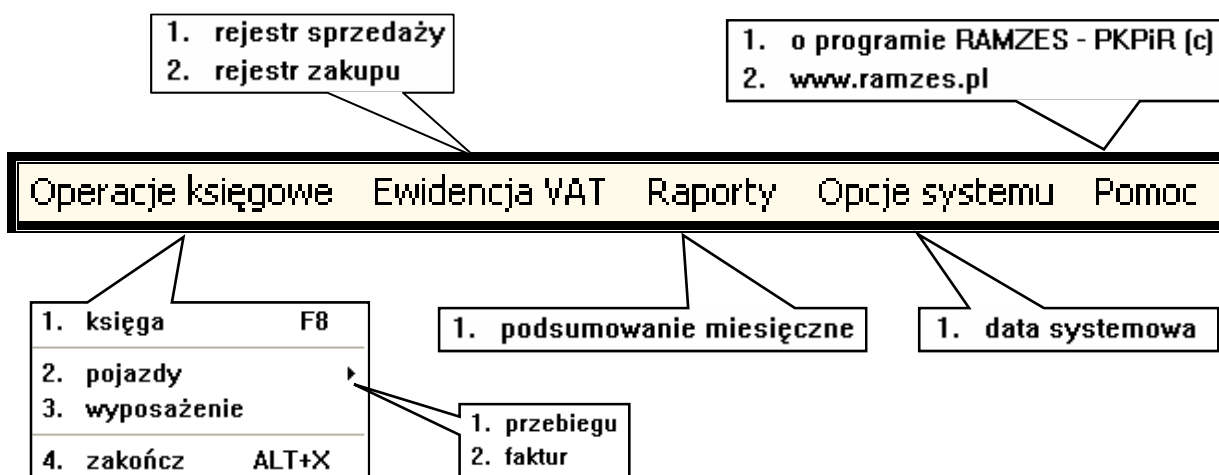 1. rejestr sprzedaży
2. rejestr zakupu
1. o programie RAMZES - PKPiR (c)
2. www.ramzes.pl
Operacje księgowe Ewidencja VAT Raporty Opcje systemu Pomoc
1. księga F8
2. pojazdy
3. wyposażenie
4. zakończ ALT+X
1. przebiegu
2. faktur
1. podsumowanie miesięczne
1. data systemowa